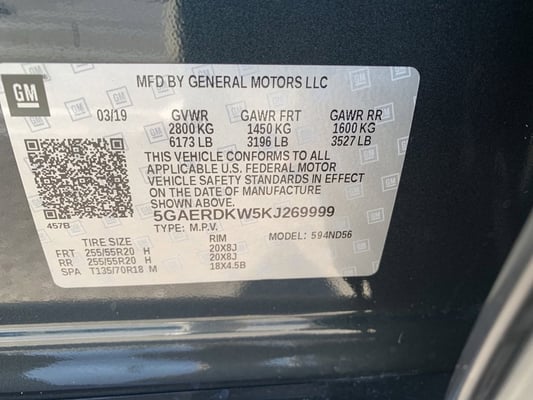 GM
MFD BY GENERAL MOTORS LLC
03/19 GVWR GAWR FRT GAWR RR
2800 KG 1450 KG 1600 KG
6173 LB 3196 LB 3527 LB
THIS VEHICLE CONFORMS TO ALL
APPLICABLE U.S. FEDERAL MOTOR
VEHICLE SAFETY STANDARDS IN EFFECT
ON THE DATE OF MANUFACTURE
SHOWN ABOVE.
457B 5GAERDKW5KJ269999
TYPE: M.P.V. MODEL: 594ND56
TIRE SIZE RIM
FRT 255/55R20 H 20X8J
RR 255/55R20 H 20X8J
SPA T135/70R18 M 18X4.5B